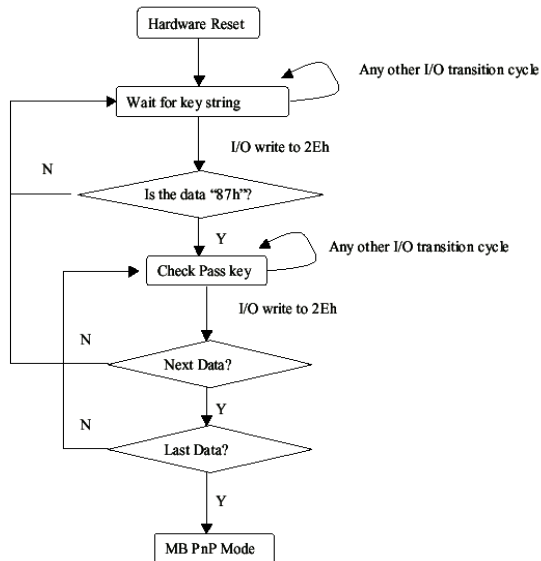 Hardware Reset
Any other I/O transition cycle
Wait for key string
I/O write to 2Eh
N
Is the data “87h”?
Y
Any other I/O transition cycle
Check Pass key
I/O write to 2Eh
N
Next Data?
Y
N
Last Data?
Y
MB PnP Mode